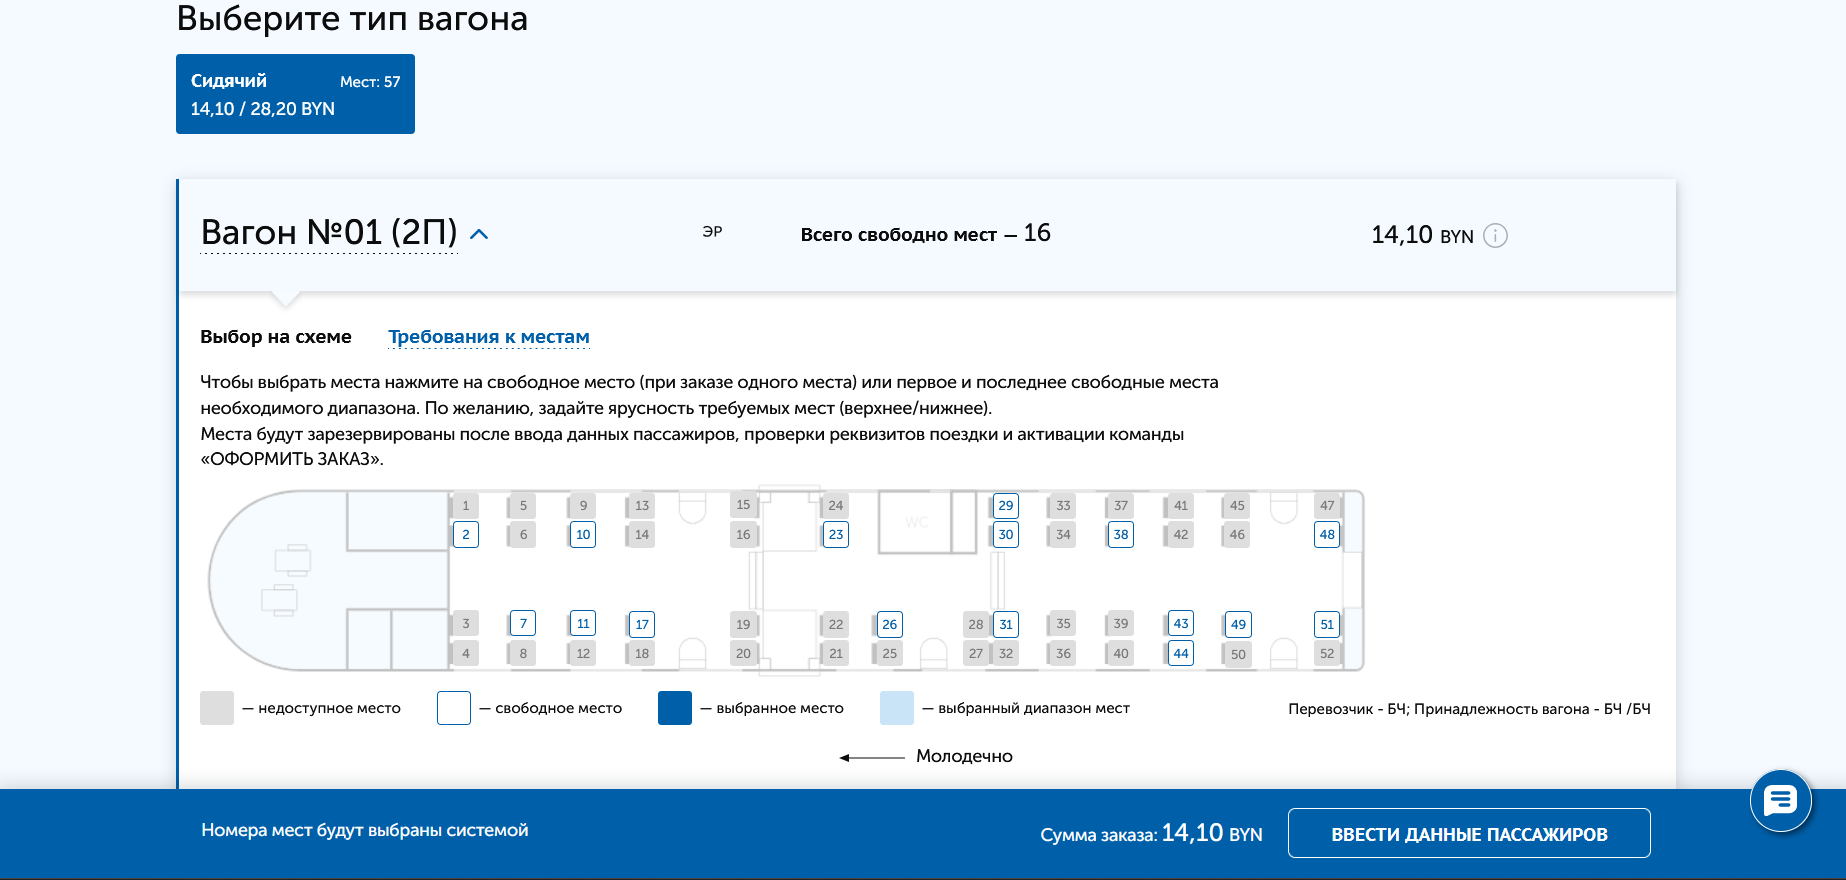 Выберите тип вагона
Сидячий Мест: 57
14,10 / 28,20 BYN
Вагон №01 (2П) ЭР Всего свободно мест – 16 14,10 BYN
Выбор на схеме Требования к местам
Чтобы выбрать места нажмите на свободное место (при заказе одного места) или первое и последнее свободные места
необходимого диапазона. По желанию, задайте ярусность требуемых мест (верхнее/нижнее).
Места будут зарезервированы после ввода данных пассажиров, проверки реквизитов поездки и активации команды
«ОФОРМИТЬ ЗАКАЗ».
1 5 9 13 15 24 29 33 37 41 45 47
WC
2 6 10 14 16 23 30 34 38 42 46 48
3 7 11 17 19 22 26 28 31 35 39 43 49 51
4 8 12 18 20 21 25 27 32 36 40 44 50 52
— недоступное место — свободное место — выбранное место — выбранный диапазон мест Перевозчик - БЧ; Принадлежность вагона - БЧ /БЧ
Молодечно
Номера мест будут выбраны системой Сумма заказа: 14,10 BYN ВВЕСТИ ДАННЫЕ ПАССАЖИРОВ